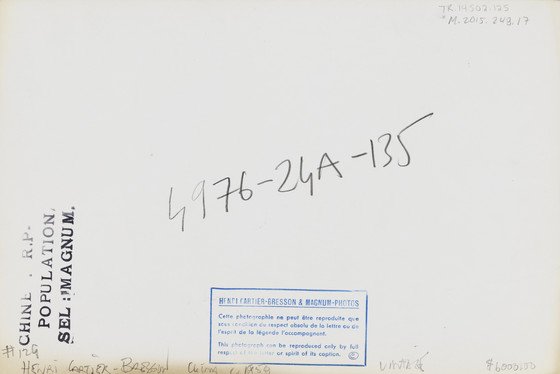 TR.14502.125
M.2015.248.17
4976-24A-135
CHINE . R.P.
POPULATION.
SEL : MAGNUM.
HENRI CARTIER-BRESSON & MAGNUM-PHOTOS
Cette photographie ne peut être reproduite que
sous condition du respect absolu de la lettre ou de
l'esprit de la légende l'accompagnant.
This photograph can be reproduced only by full
respect of the letter or spirit of its caption. ©
#129
HENRI CARTIER-BRESSON China, 1959